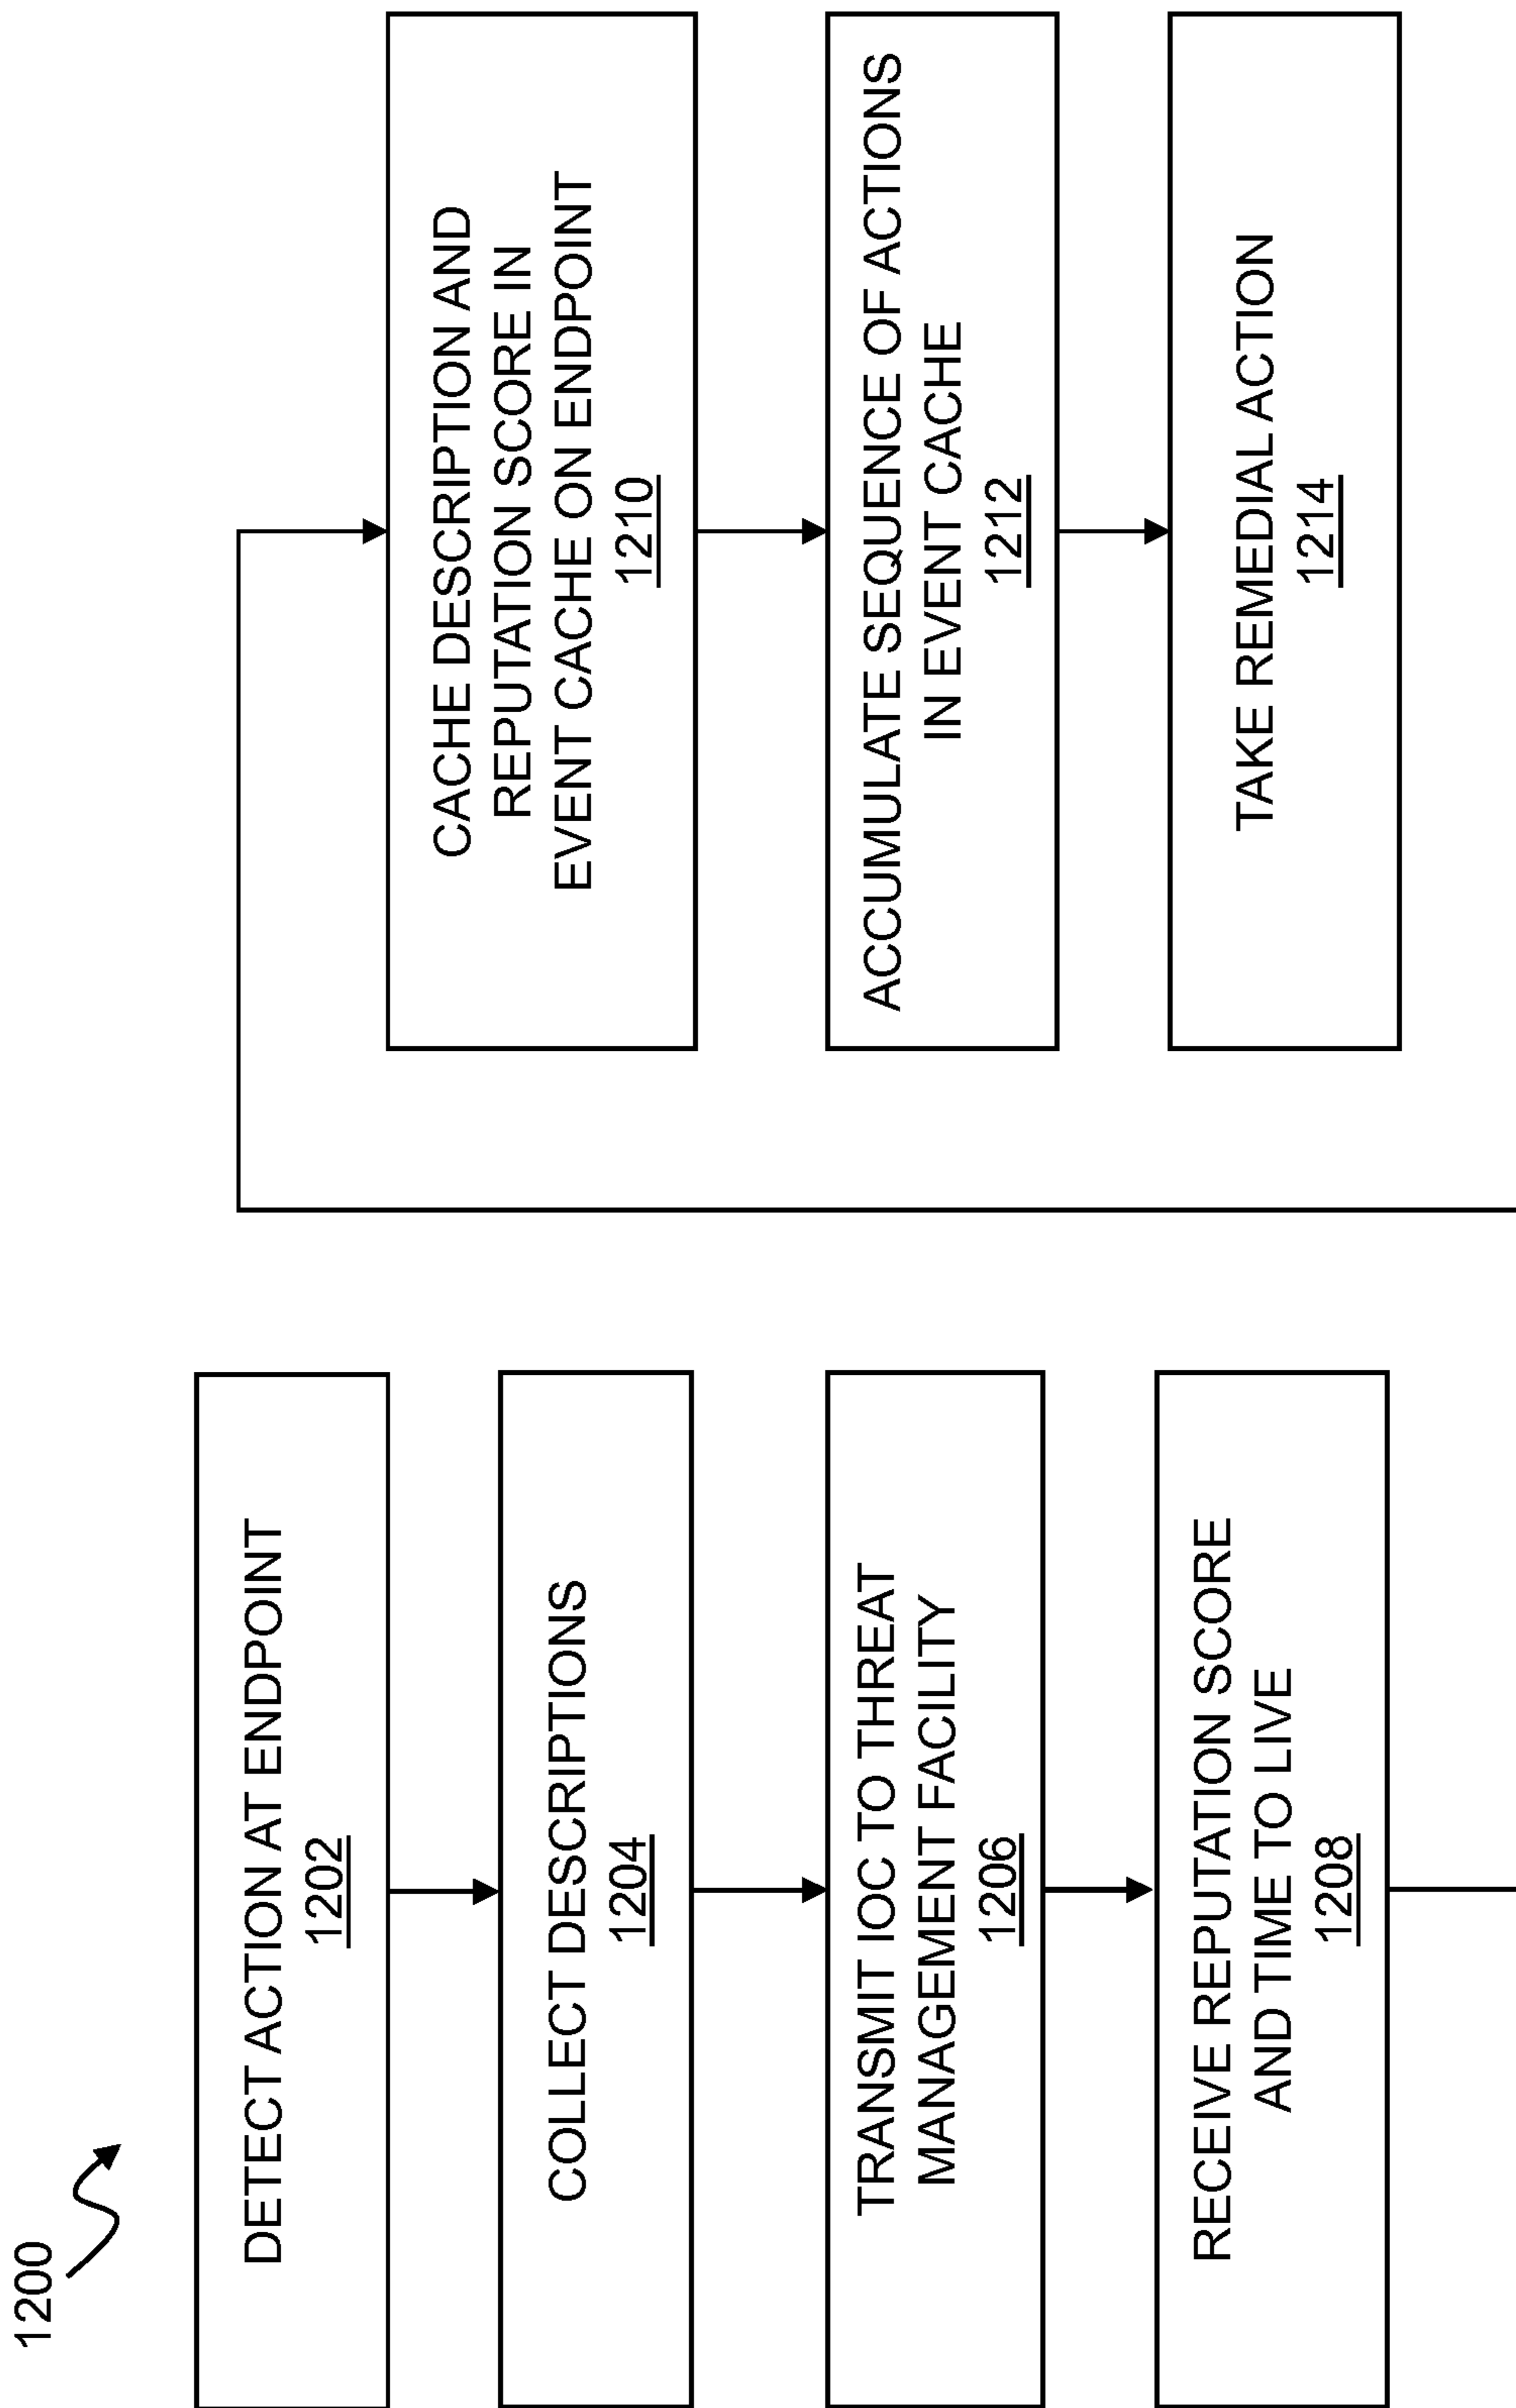 1200
DETECT ACTION AT ENDPOINT
1202
COLLECT DESCRIPTIONS
1204
TRANSMIT IOC TO THREAT
MANAGEMENT FACILITY
1206
RECEIVE REPUTATION SCORE
AND TIME TO LIVE
1208
CACHE DESCRIPTION AND
REPUTATION SCORE IN
EVENT CACHE ON ENDPOINT
1210
ACCUMULATE SEQUENCE OF ACTIONS
IN EVENT CACHE
1212
TAKE REMEDIAL ACTION
1214